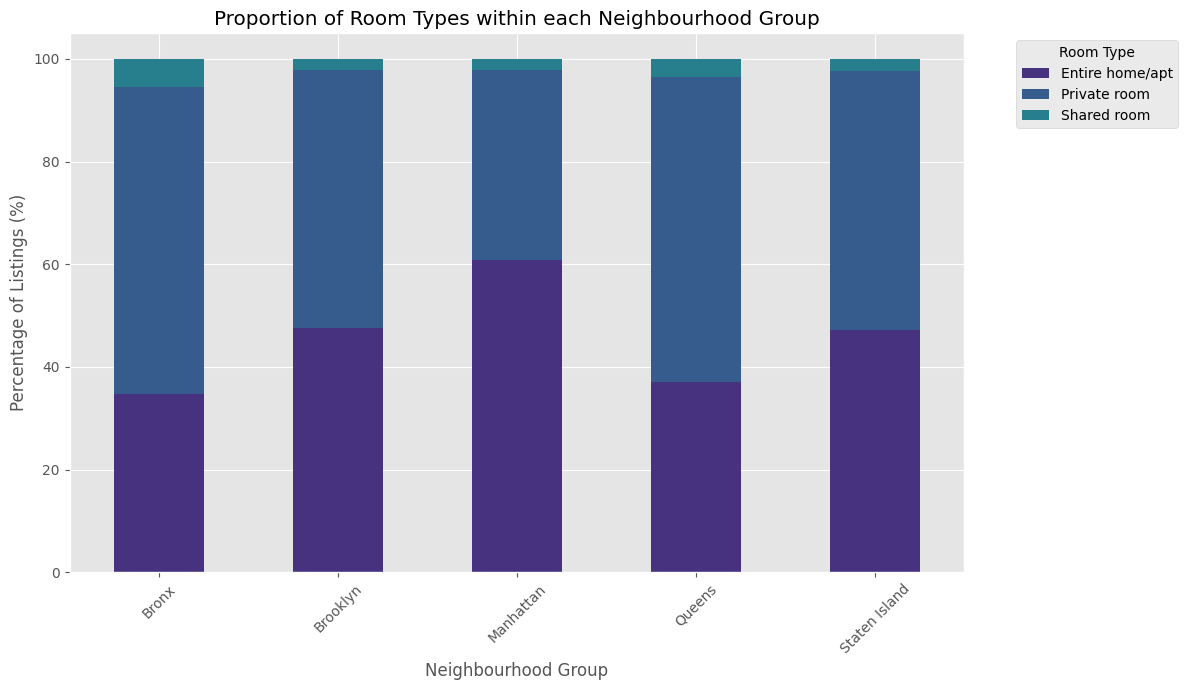 Proportion of Room Types within each Neighbourhood Group
Room Type
Entire home/apt
Private room
Shared room
Percentage of Listings (%)
100
80
60
40
20
0
Bronx
Brooklyn
Manhattan
Queens
Staten Island
Neighbourhood Group